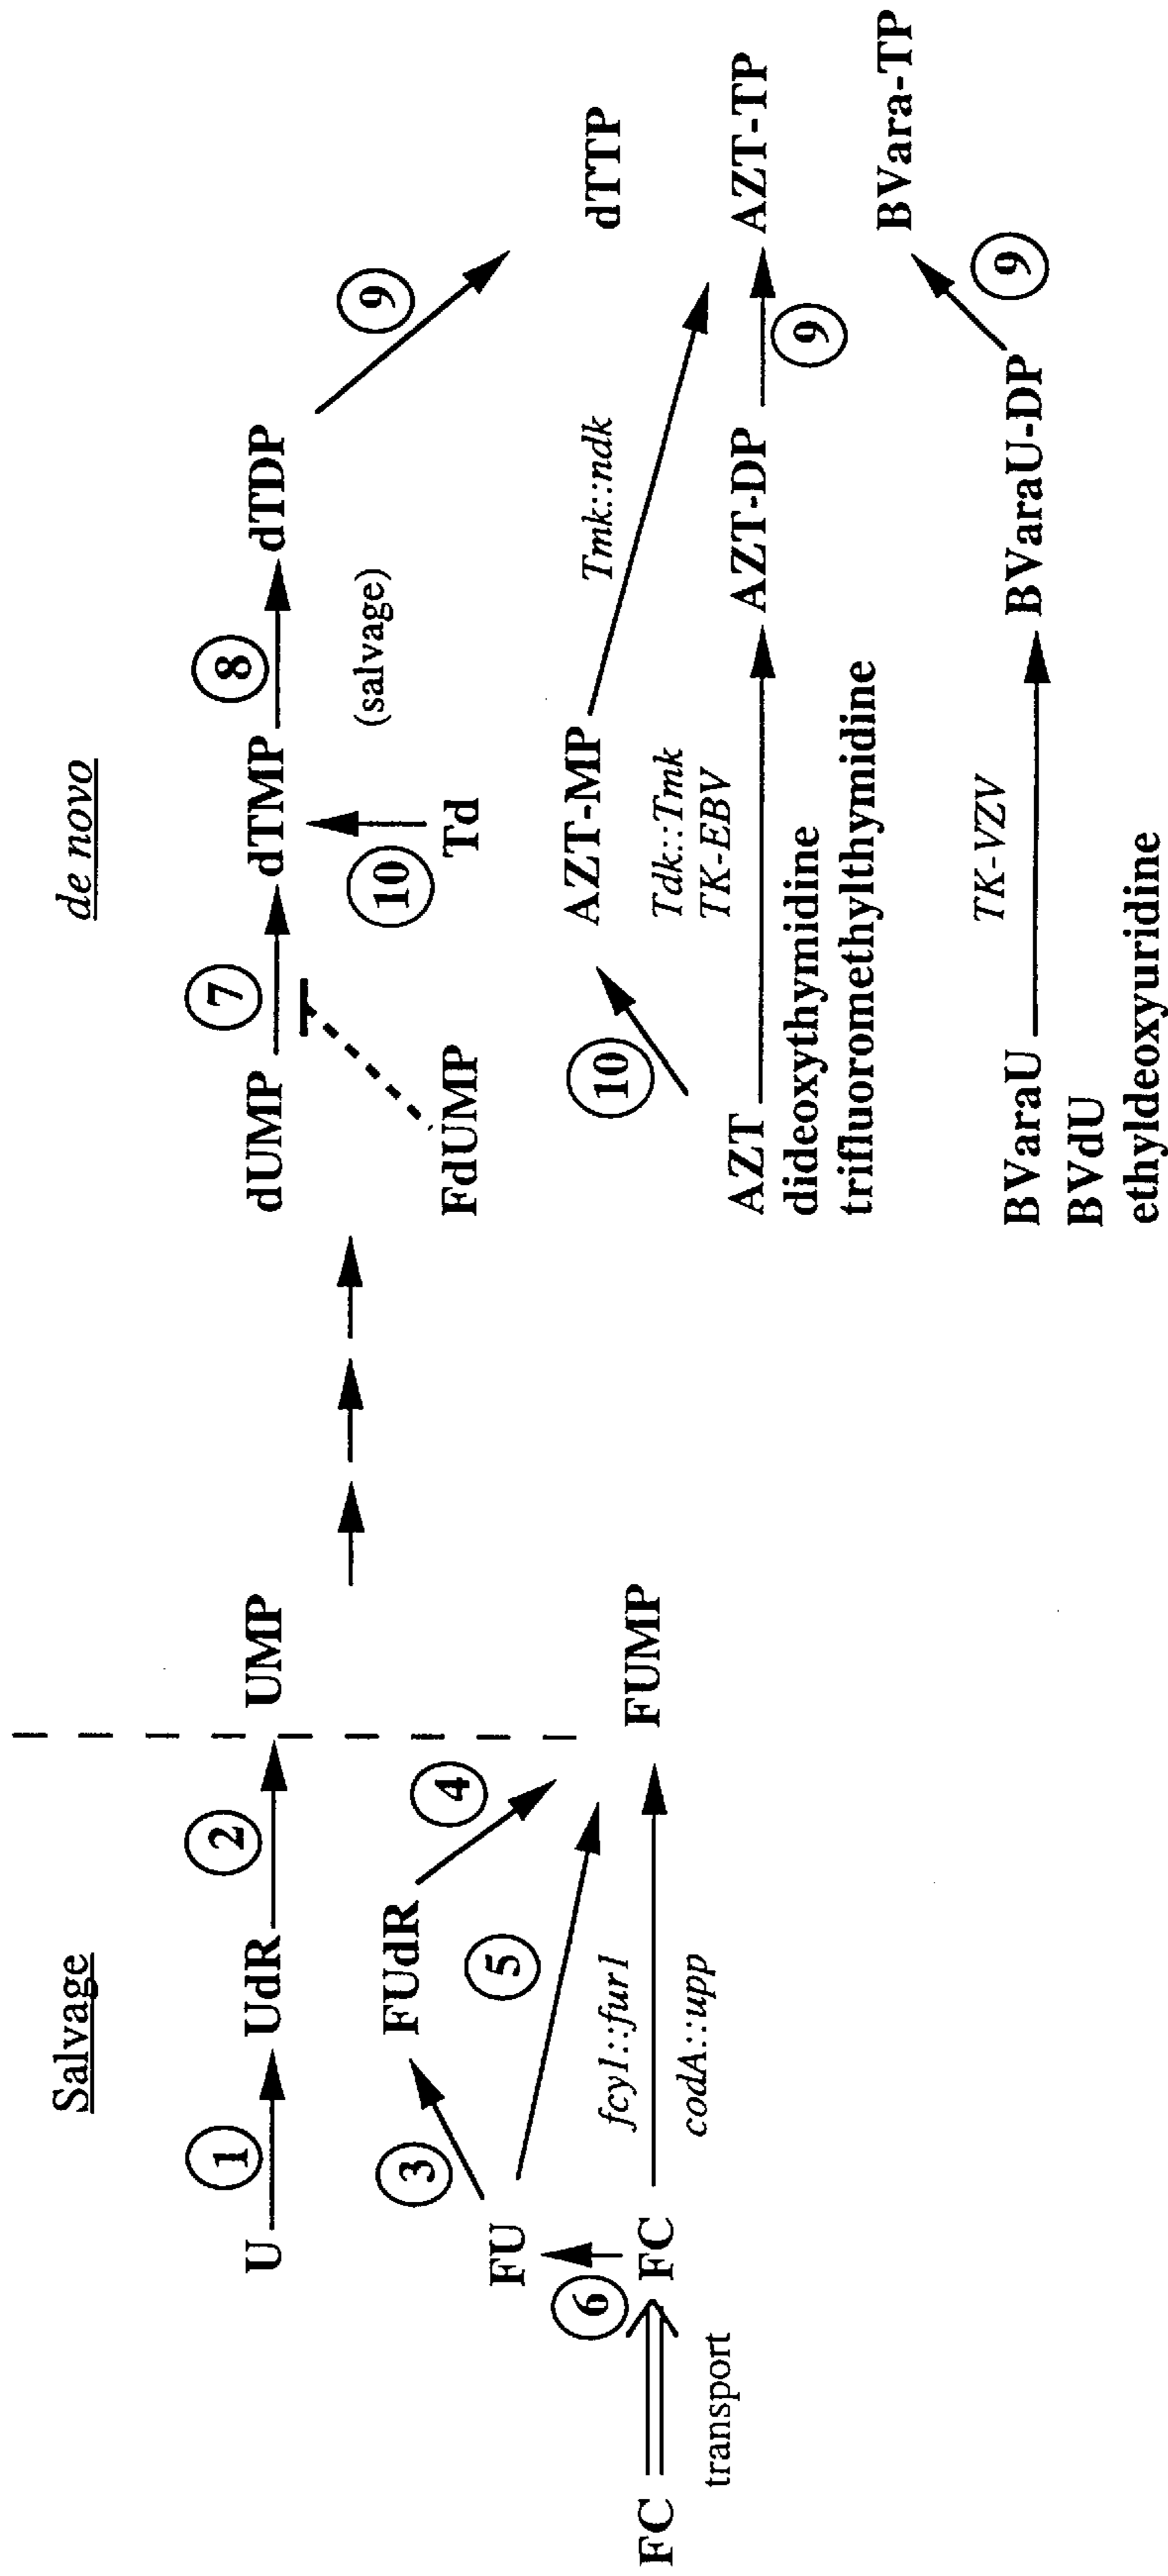 Salvage
de novo
U
1
UdR
2
UMP
dUMP
7
dTMP
8
dTDP
9
dTTP
3
FUdR
4
FdUMP
10
Td
(salvage)
FU
5
6
FC
transport
FC
fcy1::fur1
codA::upp
FUMP
10
AZT-MP
Tmk::ndk
Tdk::Tmk
TK-EBV
AZT
AZT-DP
9
AZT-TP
dideoxythymidine
trifluoromethylthymidine
TK-VZV
BVaraU
BVaraU-DP
9
BVara-TP
BVdU
ethyldeoxyuridine